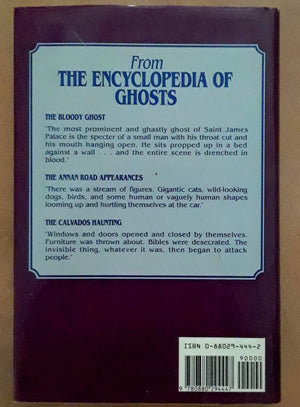 From
THE ENCYCLOPEDIA OF
GHOSTS
THE BLOODY GHOST
"The most prominent and ghastly ghost of Saint James
Palace is the specter of a small man with his throat cut and
his mouth hanging open. He sits propped up in a bed
against a wall . . . and the entire scene is drenched in
blood."
THE ANNAN ROAD APPEARANCES
"There was a stream of figures. Gigantic cats, wild-looking
dogs, birds, and some human or vaguely human shapes
looming up and hurtling themselves at the car."
THE CALVADOS HAUNTING
"Windows and doors opened and closed by themselves.
Furniture was thrown about. Bibles were desecrated. The
invisible thing, whatever it was, then began to attack
people."
ISBN 0-88029-444-2
90000
9 780880 294447